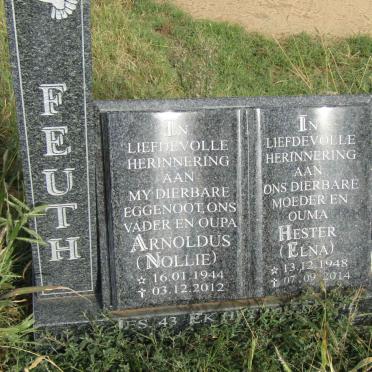 FEUTH
IN
LIEFDEVOLLE
HERINNERING
AAN
MY DIERBARE
EGGENOOT, ONS
VADER EN OUPA
ARNOLDUS
(NOLLIE)
☆ 16.01.1944
✝ 03.12.2012
IN
LIEFDEVOLLE
HERINNERING
AAN
ONS DIERBARE
MOEDER EN
OUMA
HESTER
(ELNA)
☆ 13.12.1948
✝ 07.09.2014
43